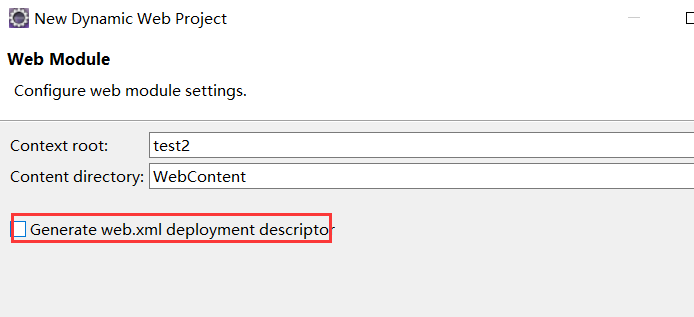 New Dynamic Web Project
Web Module
Configure web module settings.
Context root: test2
Content directory: WebContent
Generate web.xml deployment descriptor